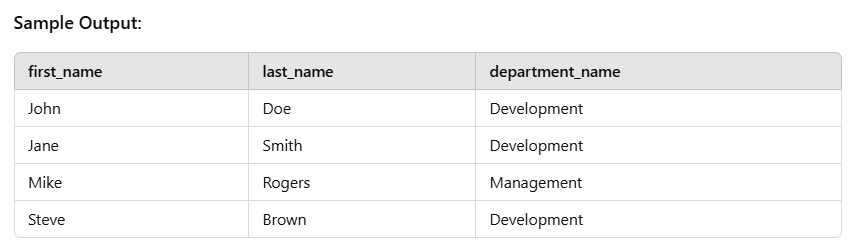 Sample Output:
first_name last_name department_name
John Doe Development
Jane Smith Development
Mike Rogers Management
Steve Brown Development